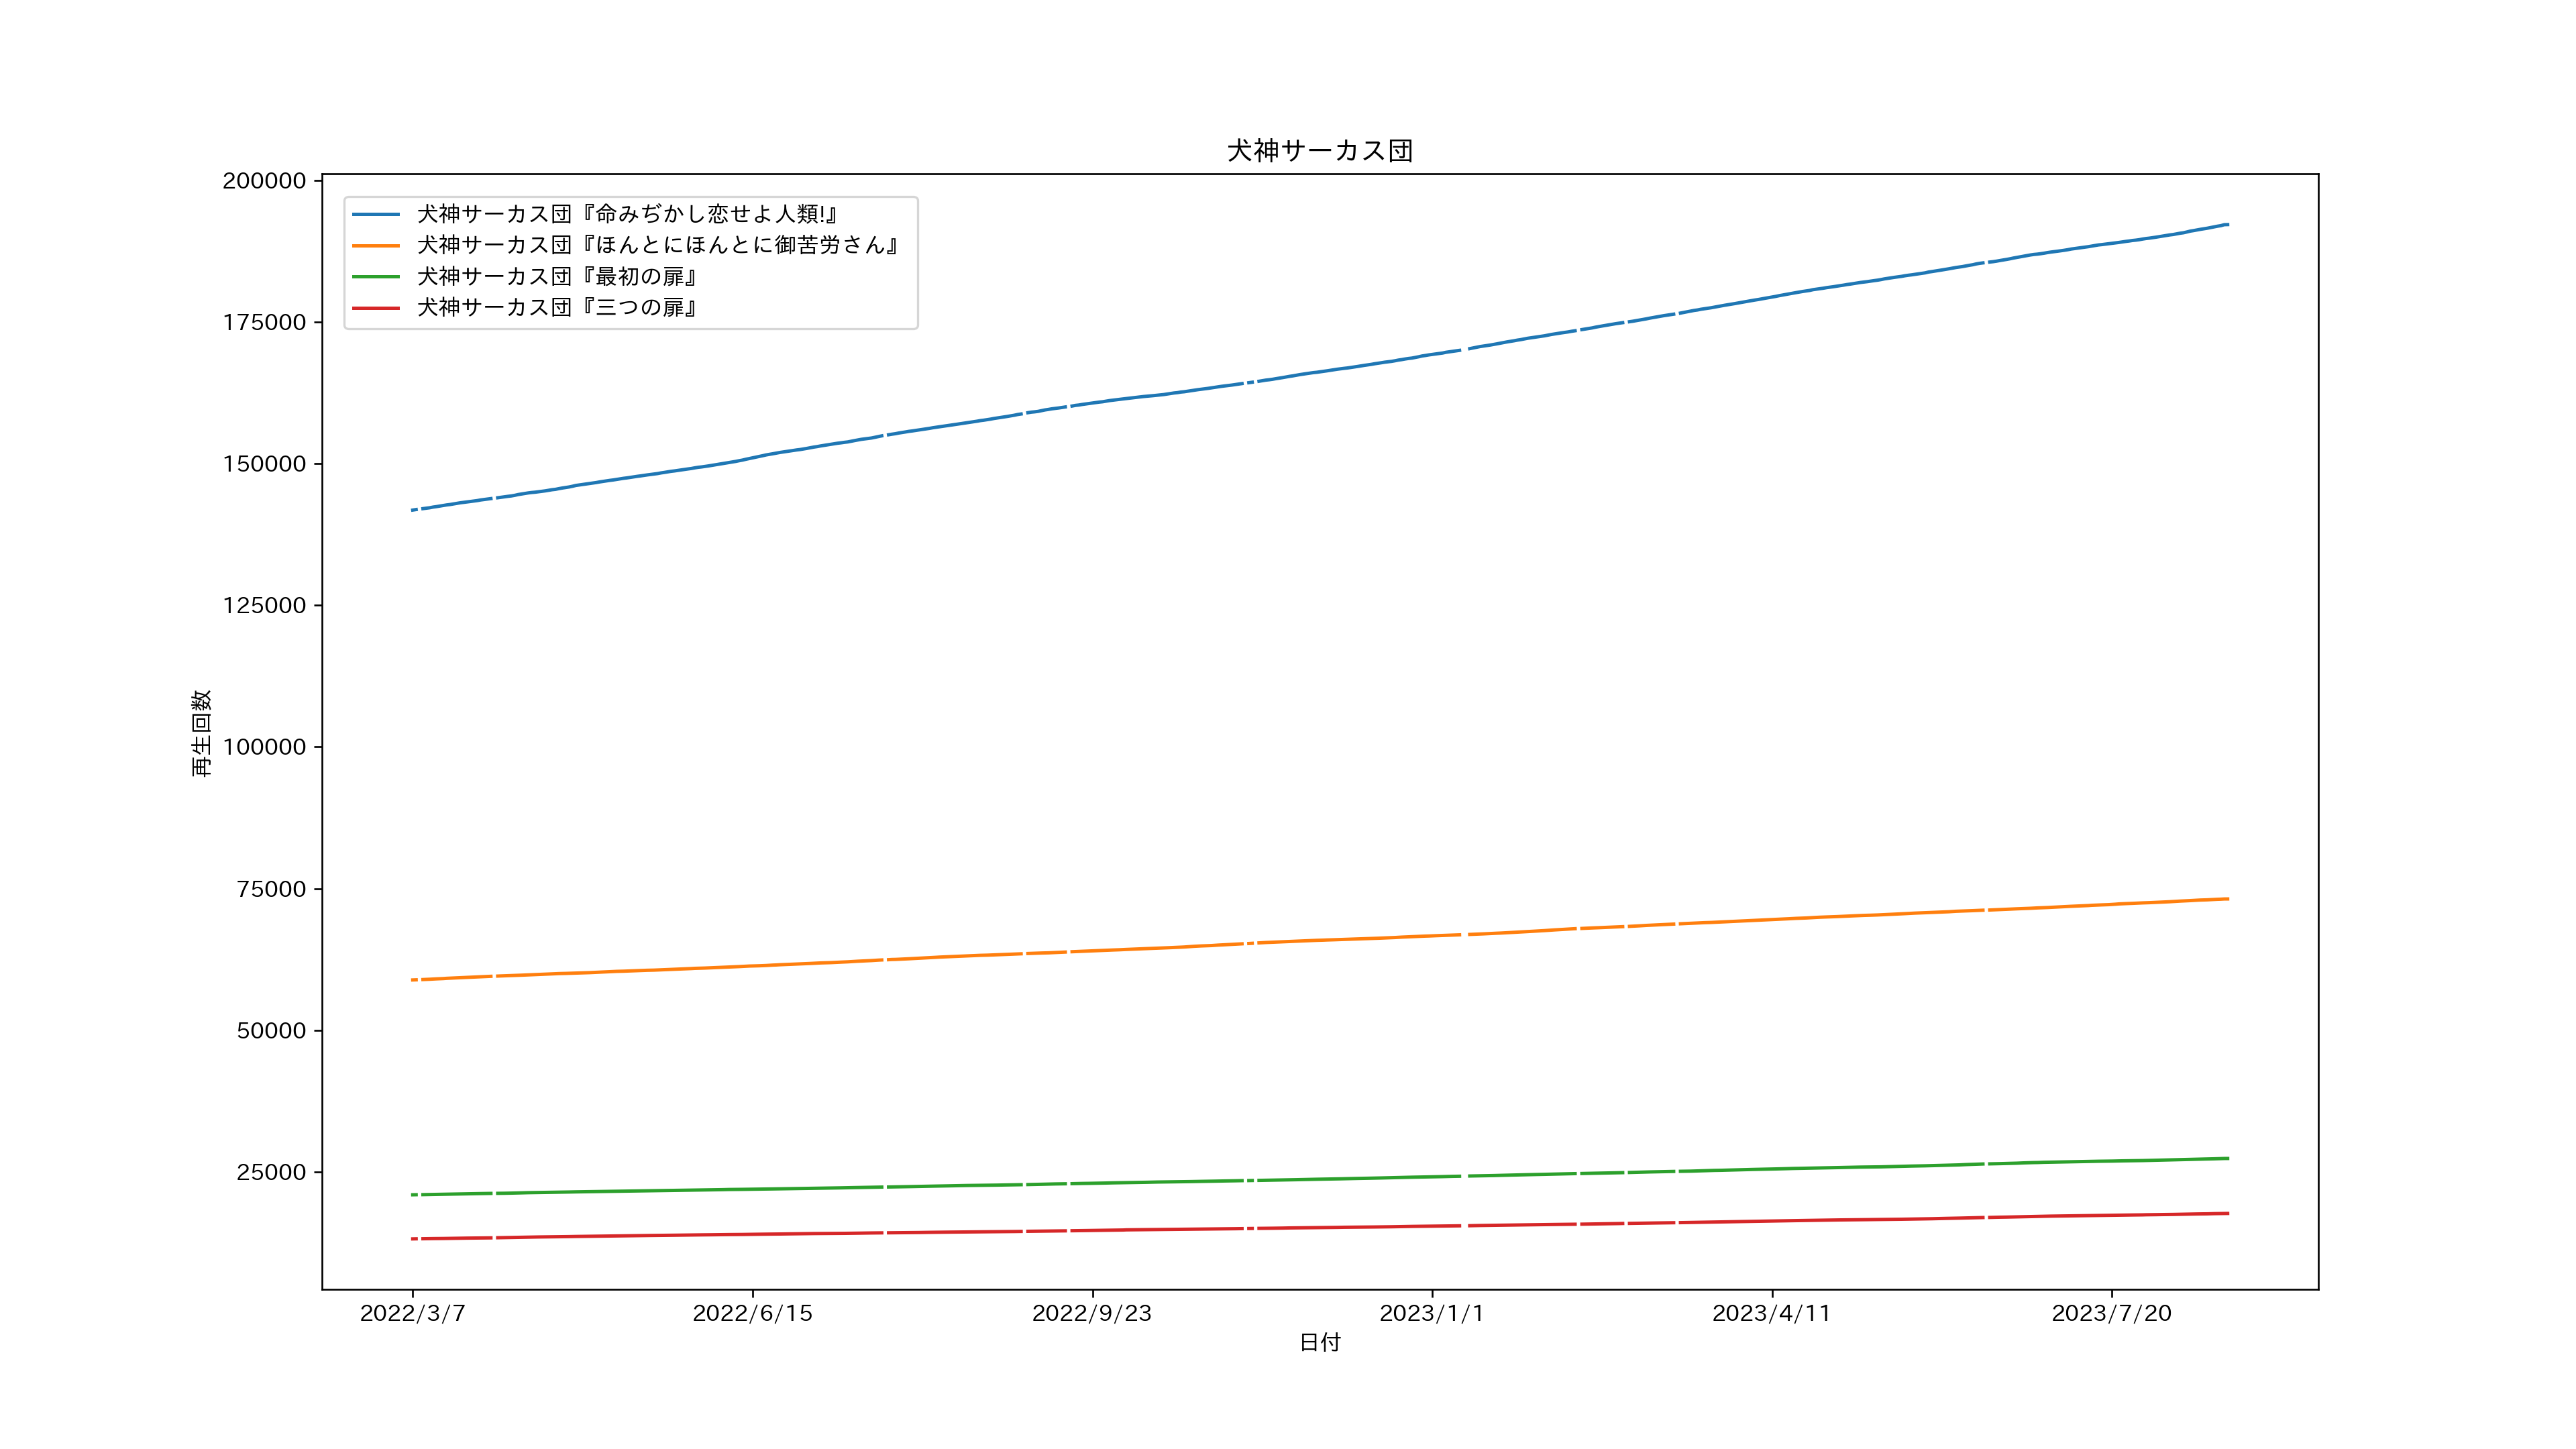 犬神サーカス団
犬神サーカス団『命みぢかし恋せよ人類!』
犬神サーカス団『ほんとにほんとに御苦労さん』
犬神サーカス団『最初の扉』
犬神サーカス団『三つの扉』
200000
175000
150000
125000
100000
75000
50000
25000
再生回数
2022/3/7
2022/6/15
2022/9/23
2023/1/1
2023/4/11
2023/7/20
日付